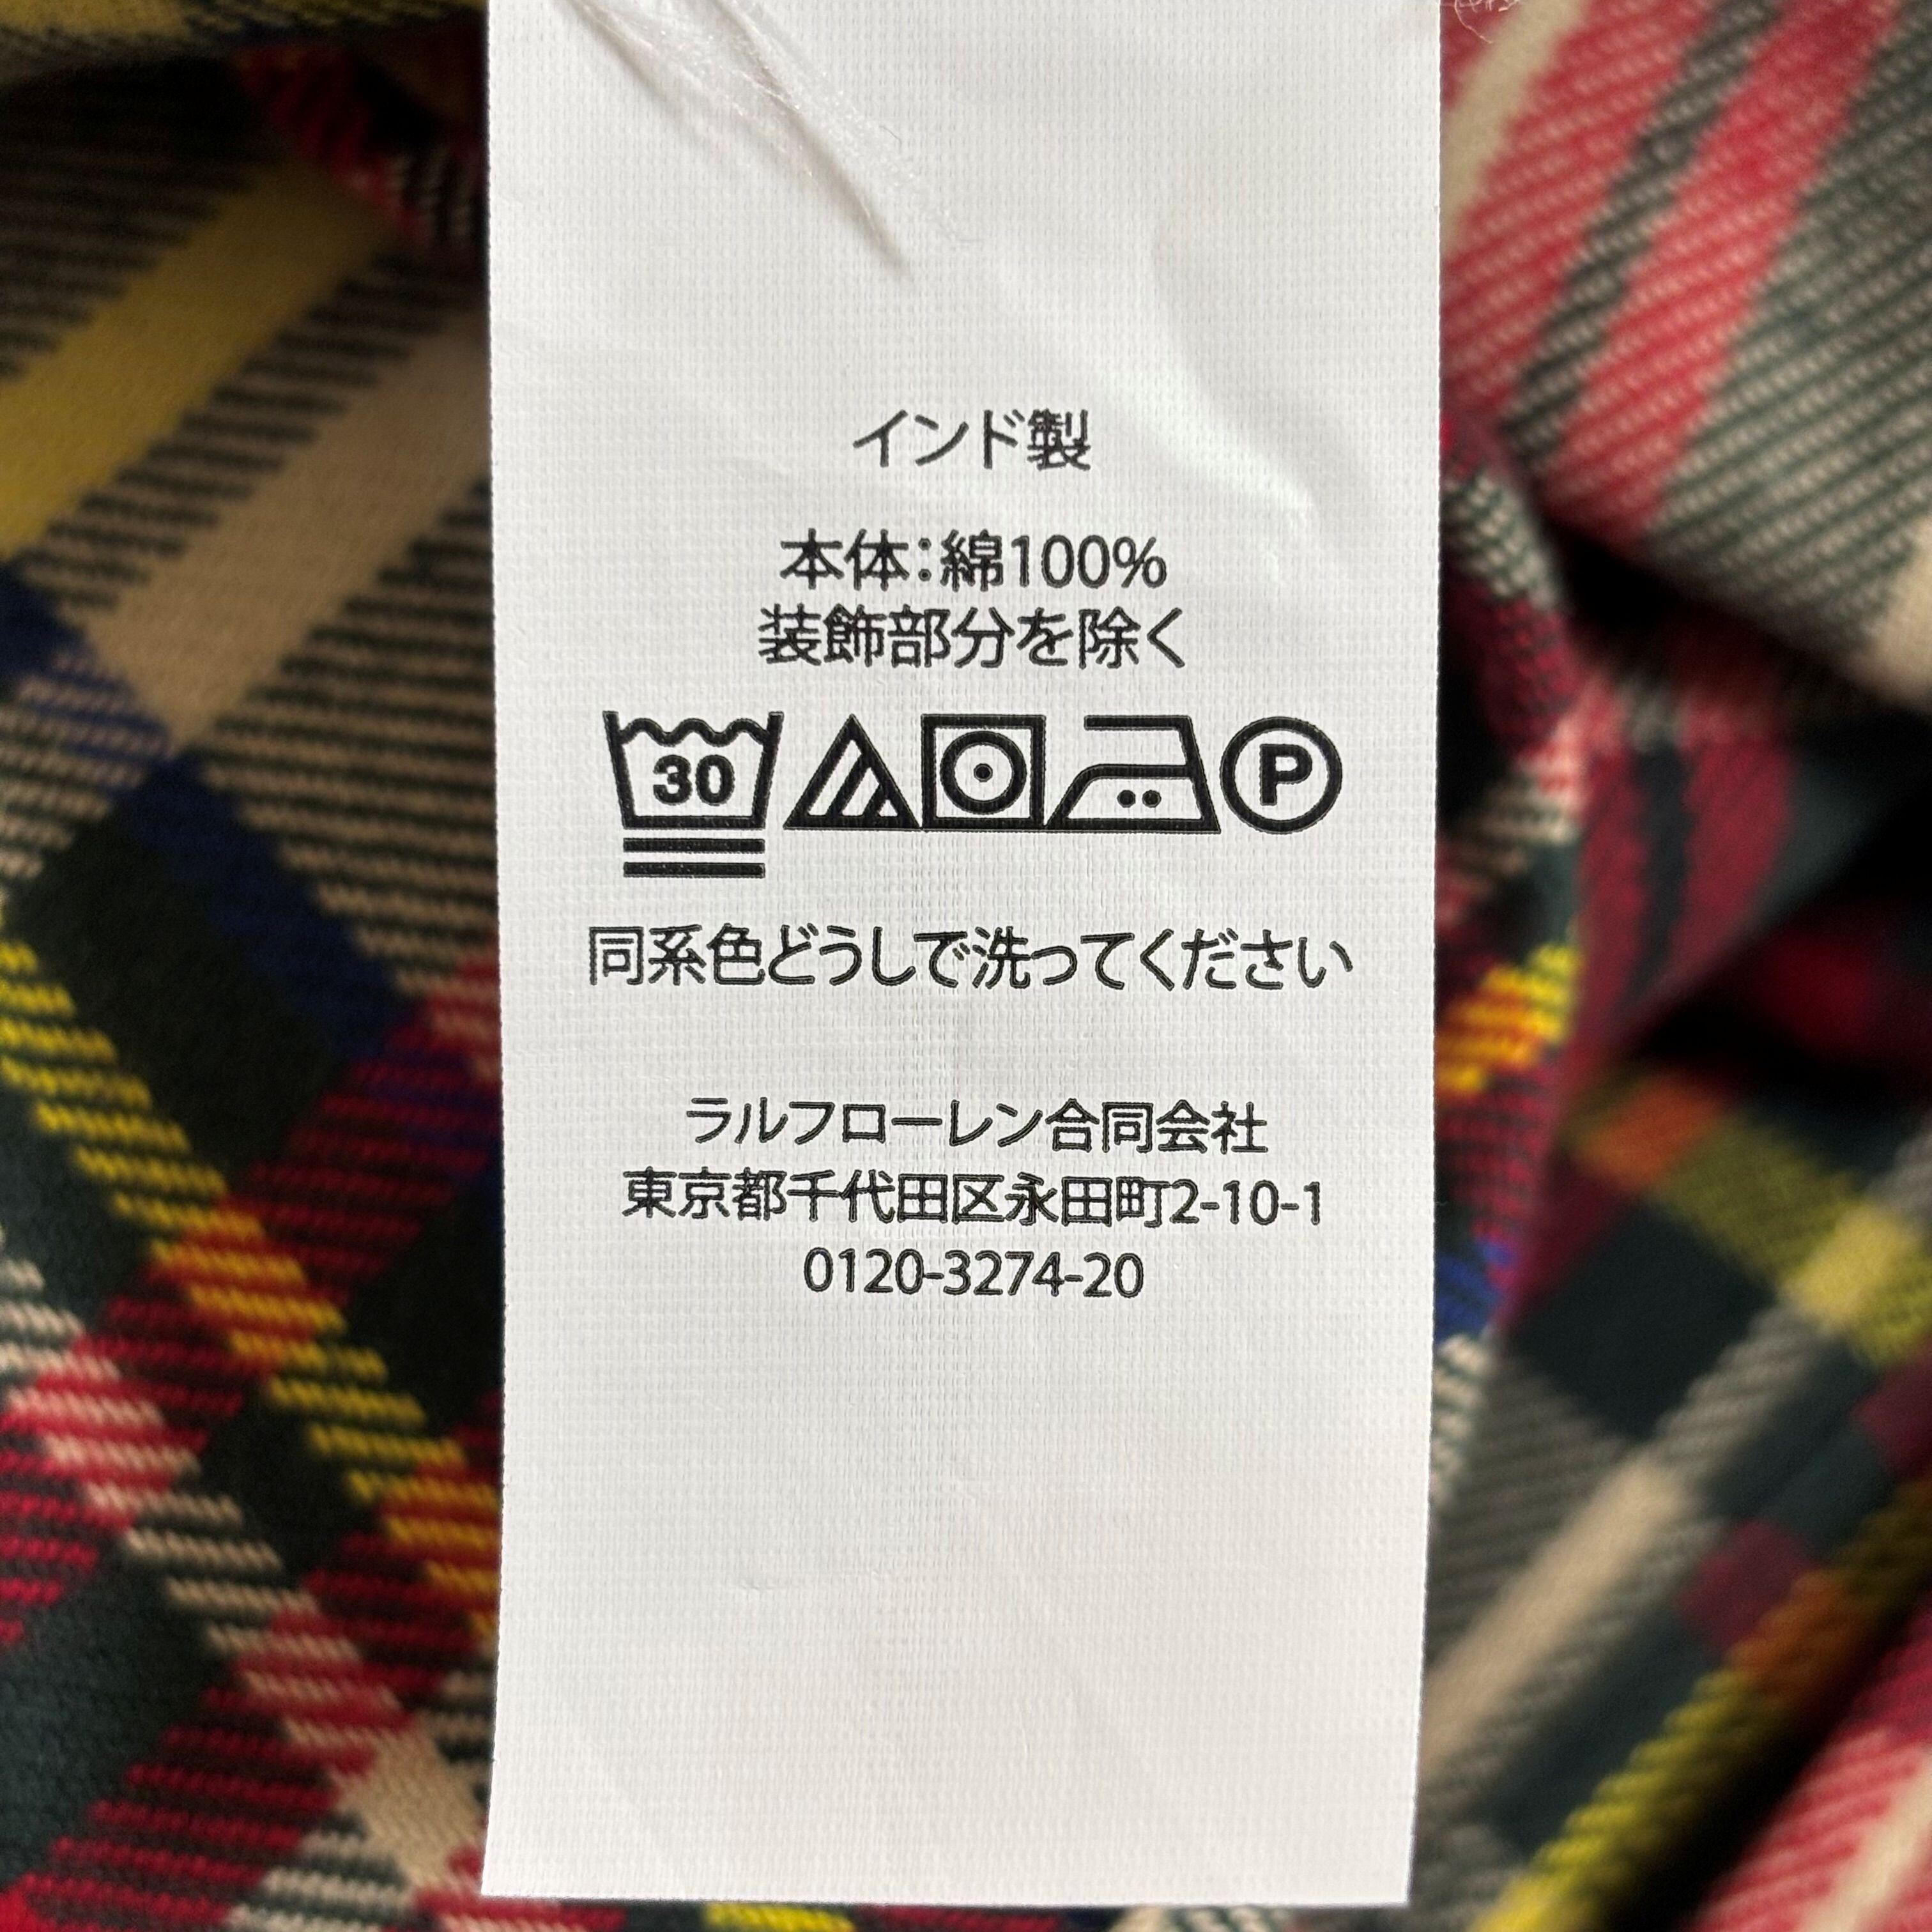 インド製
本体:綿100%
装飾部分を除く
30 P
同系色どうしで洗ってください
ラルフローレン合同会社
東京都千代田区永田町2-10-1
0120-3274-20